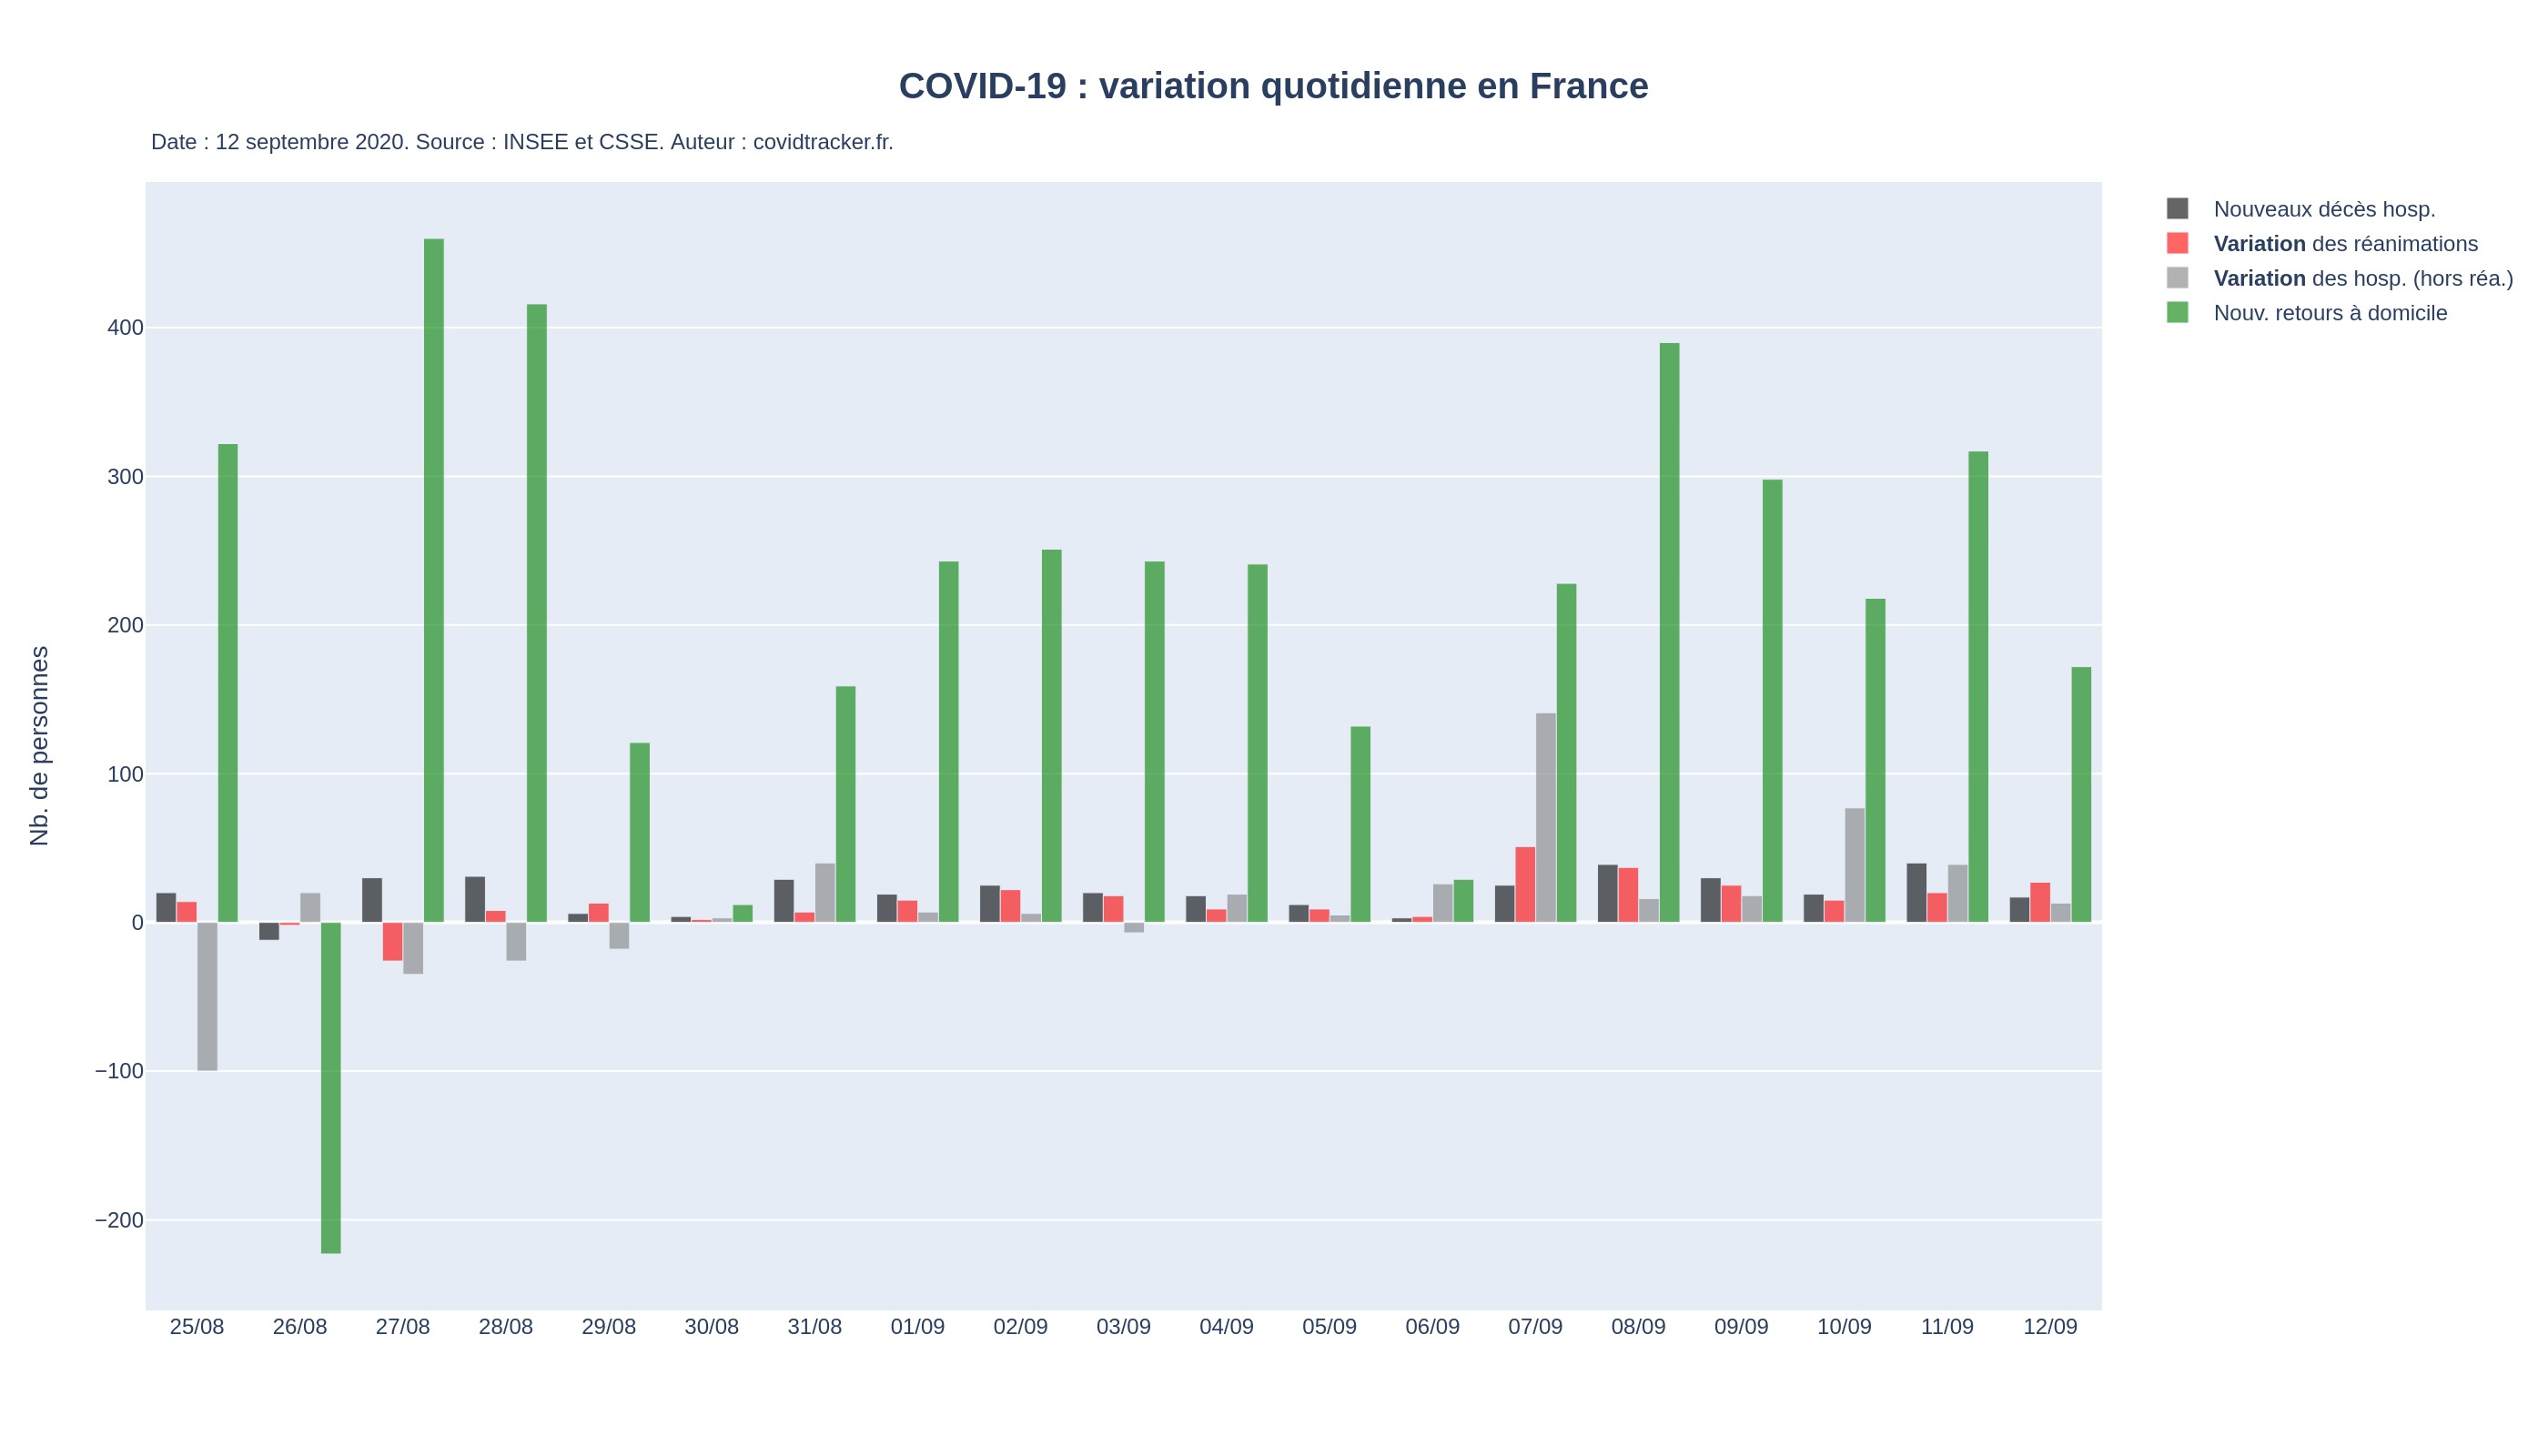 COVID-19 : variation quotidienne en France
Date : 12 septembre 2020. Source : INSEE et CSSE. Auteur : covidtracker.fr.
Nouveaux décès hosp.
Variation des réanimations
Variation des hosp. (hors réa.)
Nouv. retours à domicile
Nb. de personnes
400
300
200
100
0
−100
−200
25/08 26/08 27/08 28/08 29/08 30/08 31/08 01/09 02/09 03/09 04/09 05/09 06/09 07/09 08/09 09/09 10/09 11/09 12/09